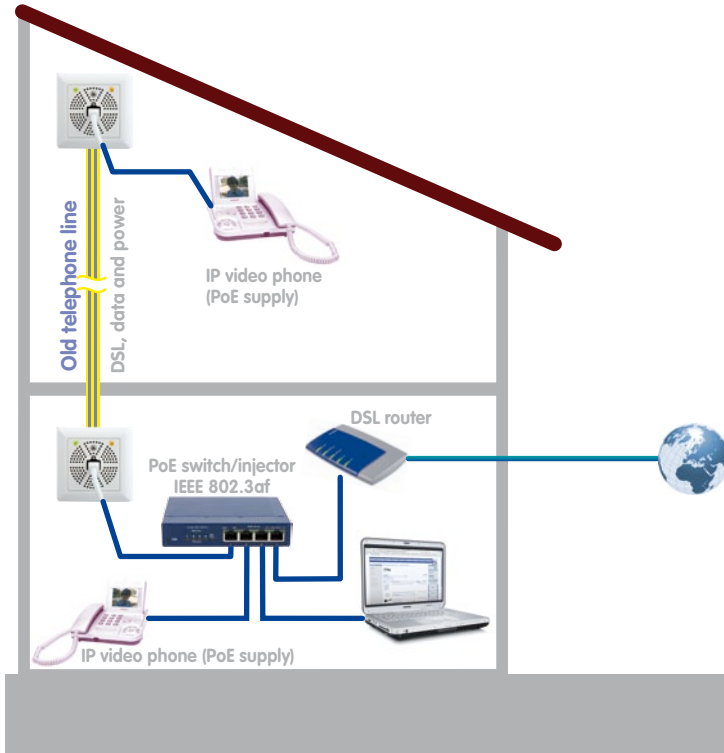 Old telephone line
DSL, data and power
IP video phone
(PoE supply)
DSL router
PoE switch/injector
IEEE 802.3af
IP video phone (PoE supply)